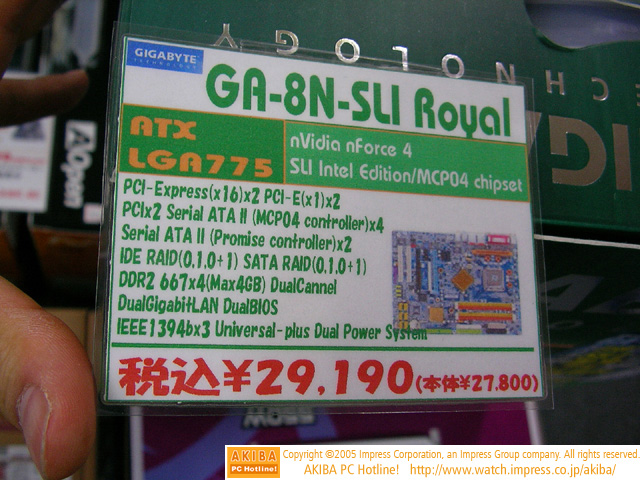 TECHNOLOGY
GIGABYTE
TECHNOLOGY
GA-8N-SLI Royal
ATX
LGA775
nVidia nForce 4
SLI Intel Edition/MCP04 chipset
PCI-Express(x16)x2 PCI-E(x1)x2
PCIx2 Serial ATA II (MCP04 controller)x4
Serial ATA II (Promise controller)x2
IDE RAID(0,1,0+1) SATA RAID(0,1,0+1)
DDR2 667x4(Max4GB) DualCannel
DualGigabitLAN DualBIOS
IEEE1394bx3 Universal-plus Dual Power System
税込¥29,190(本体¥27,800)
AOpen
AKIBA
PC Hotline!
Copyright ©2005 Impress Corporation, an Impress Group company. All rights reserved.
AKIBA PC Hotline! http://www.watch.impress.co.jp/akiba/